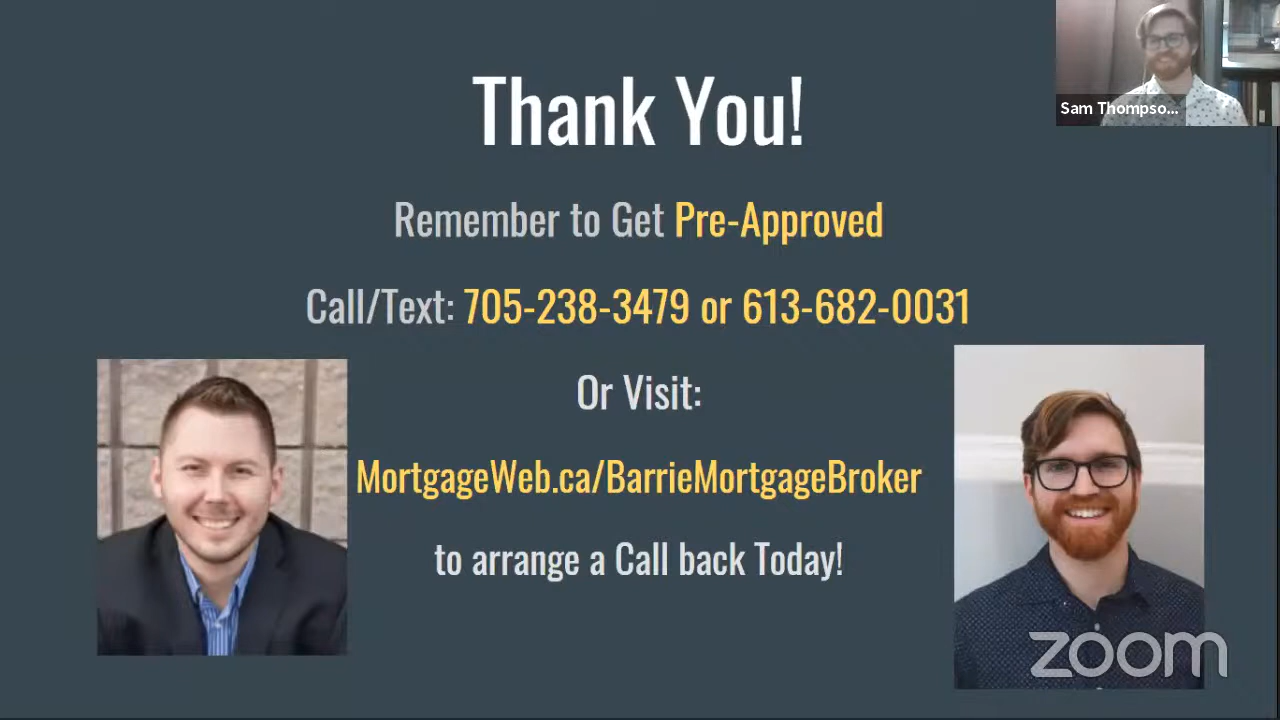 Sam Thompso...
Thank You!
Remember to Get Pre-Approved
Call/Text: 705-238-3479 or 613-682-0031
Or Visit:
MortgageWeb.ca/BarrieMortgageBroker
to arrange a Call back Today!
zoom